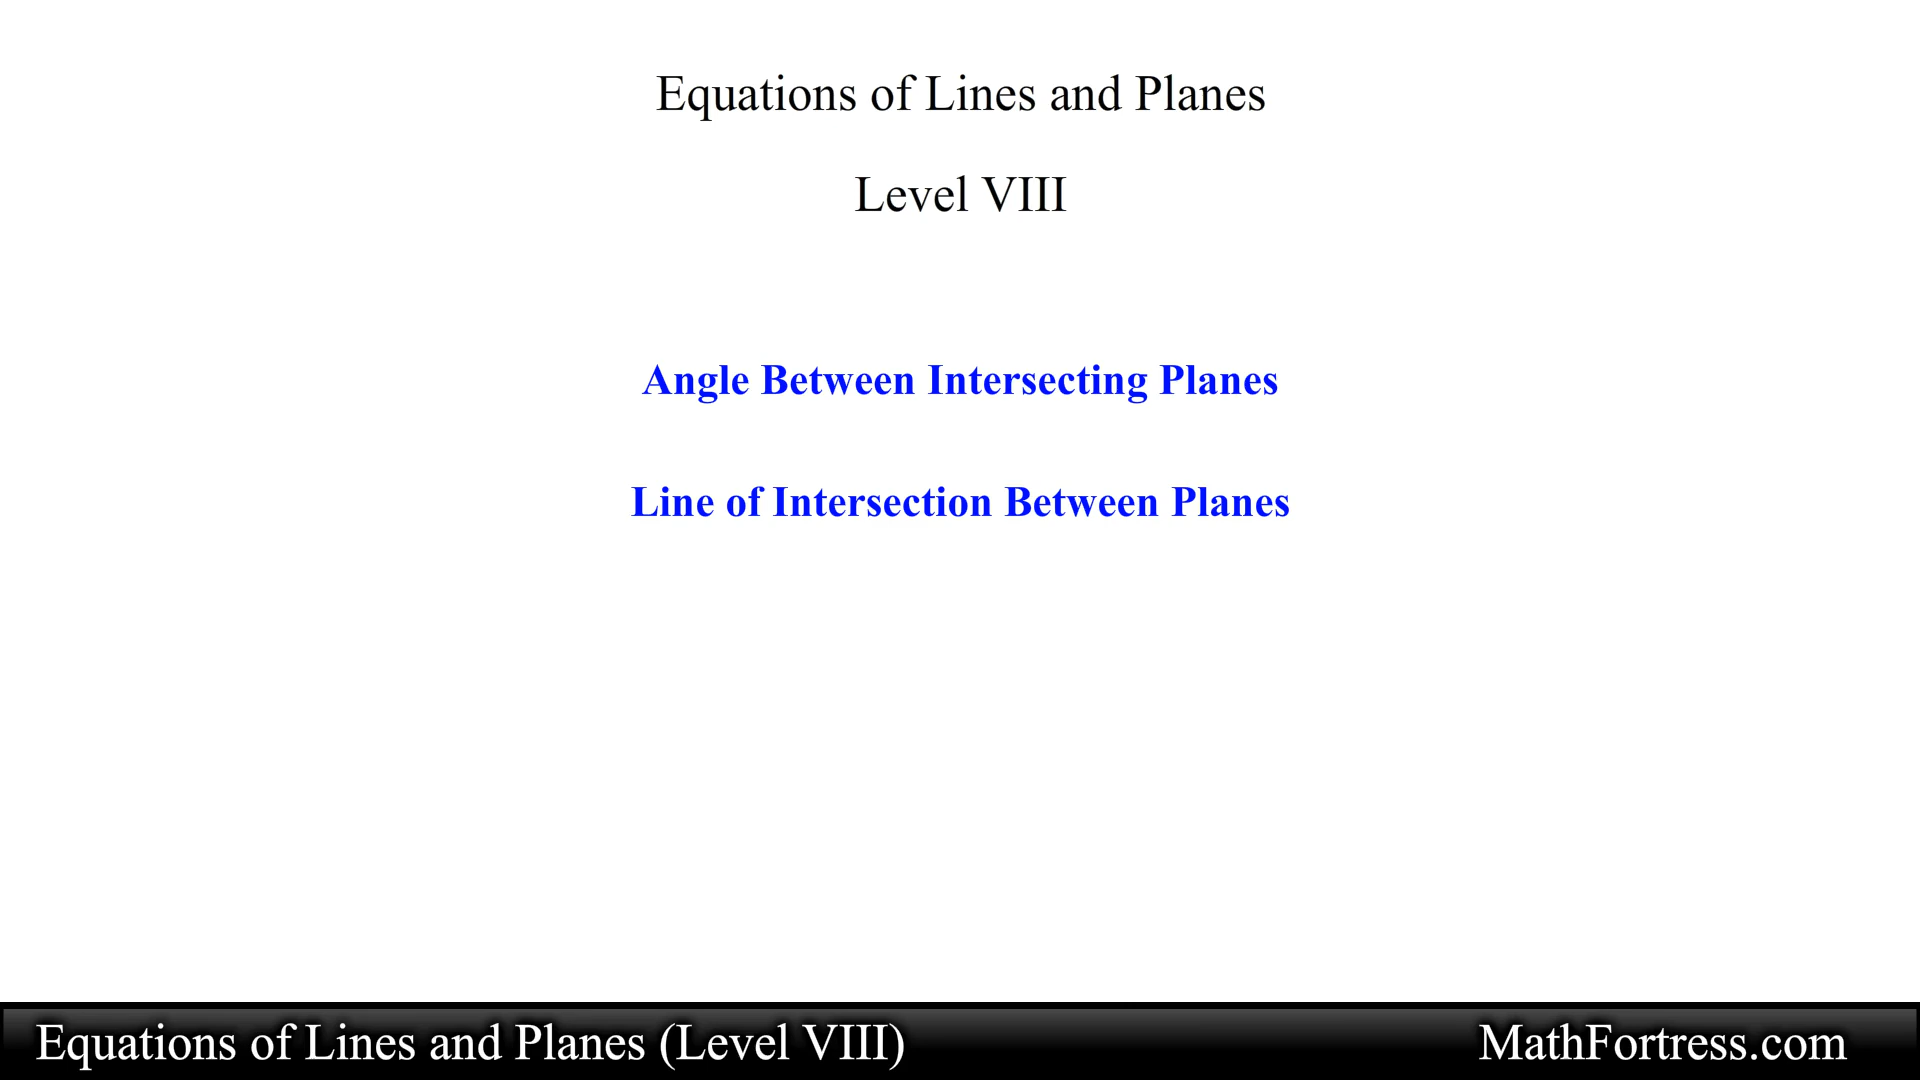 Equations of Lines and Planes
Level VIII
Angle Between Intersecting Planes
Line of Intersection Between Planes
Equations of Lines and Planes (Level VIII)
MathFortress.com